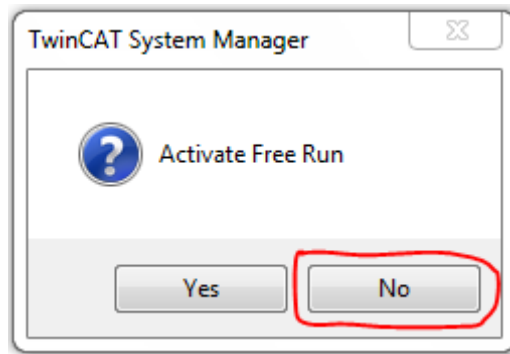 TwinCAT System Manager
Activate Free Run
Yes No